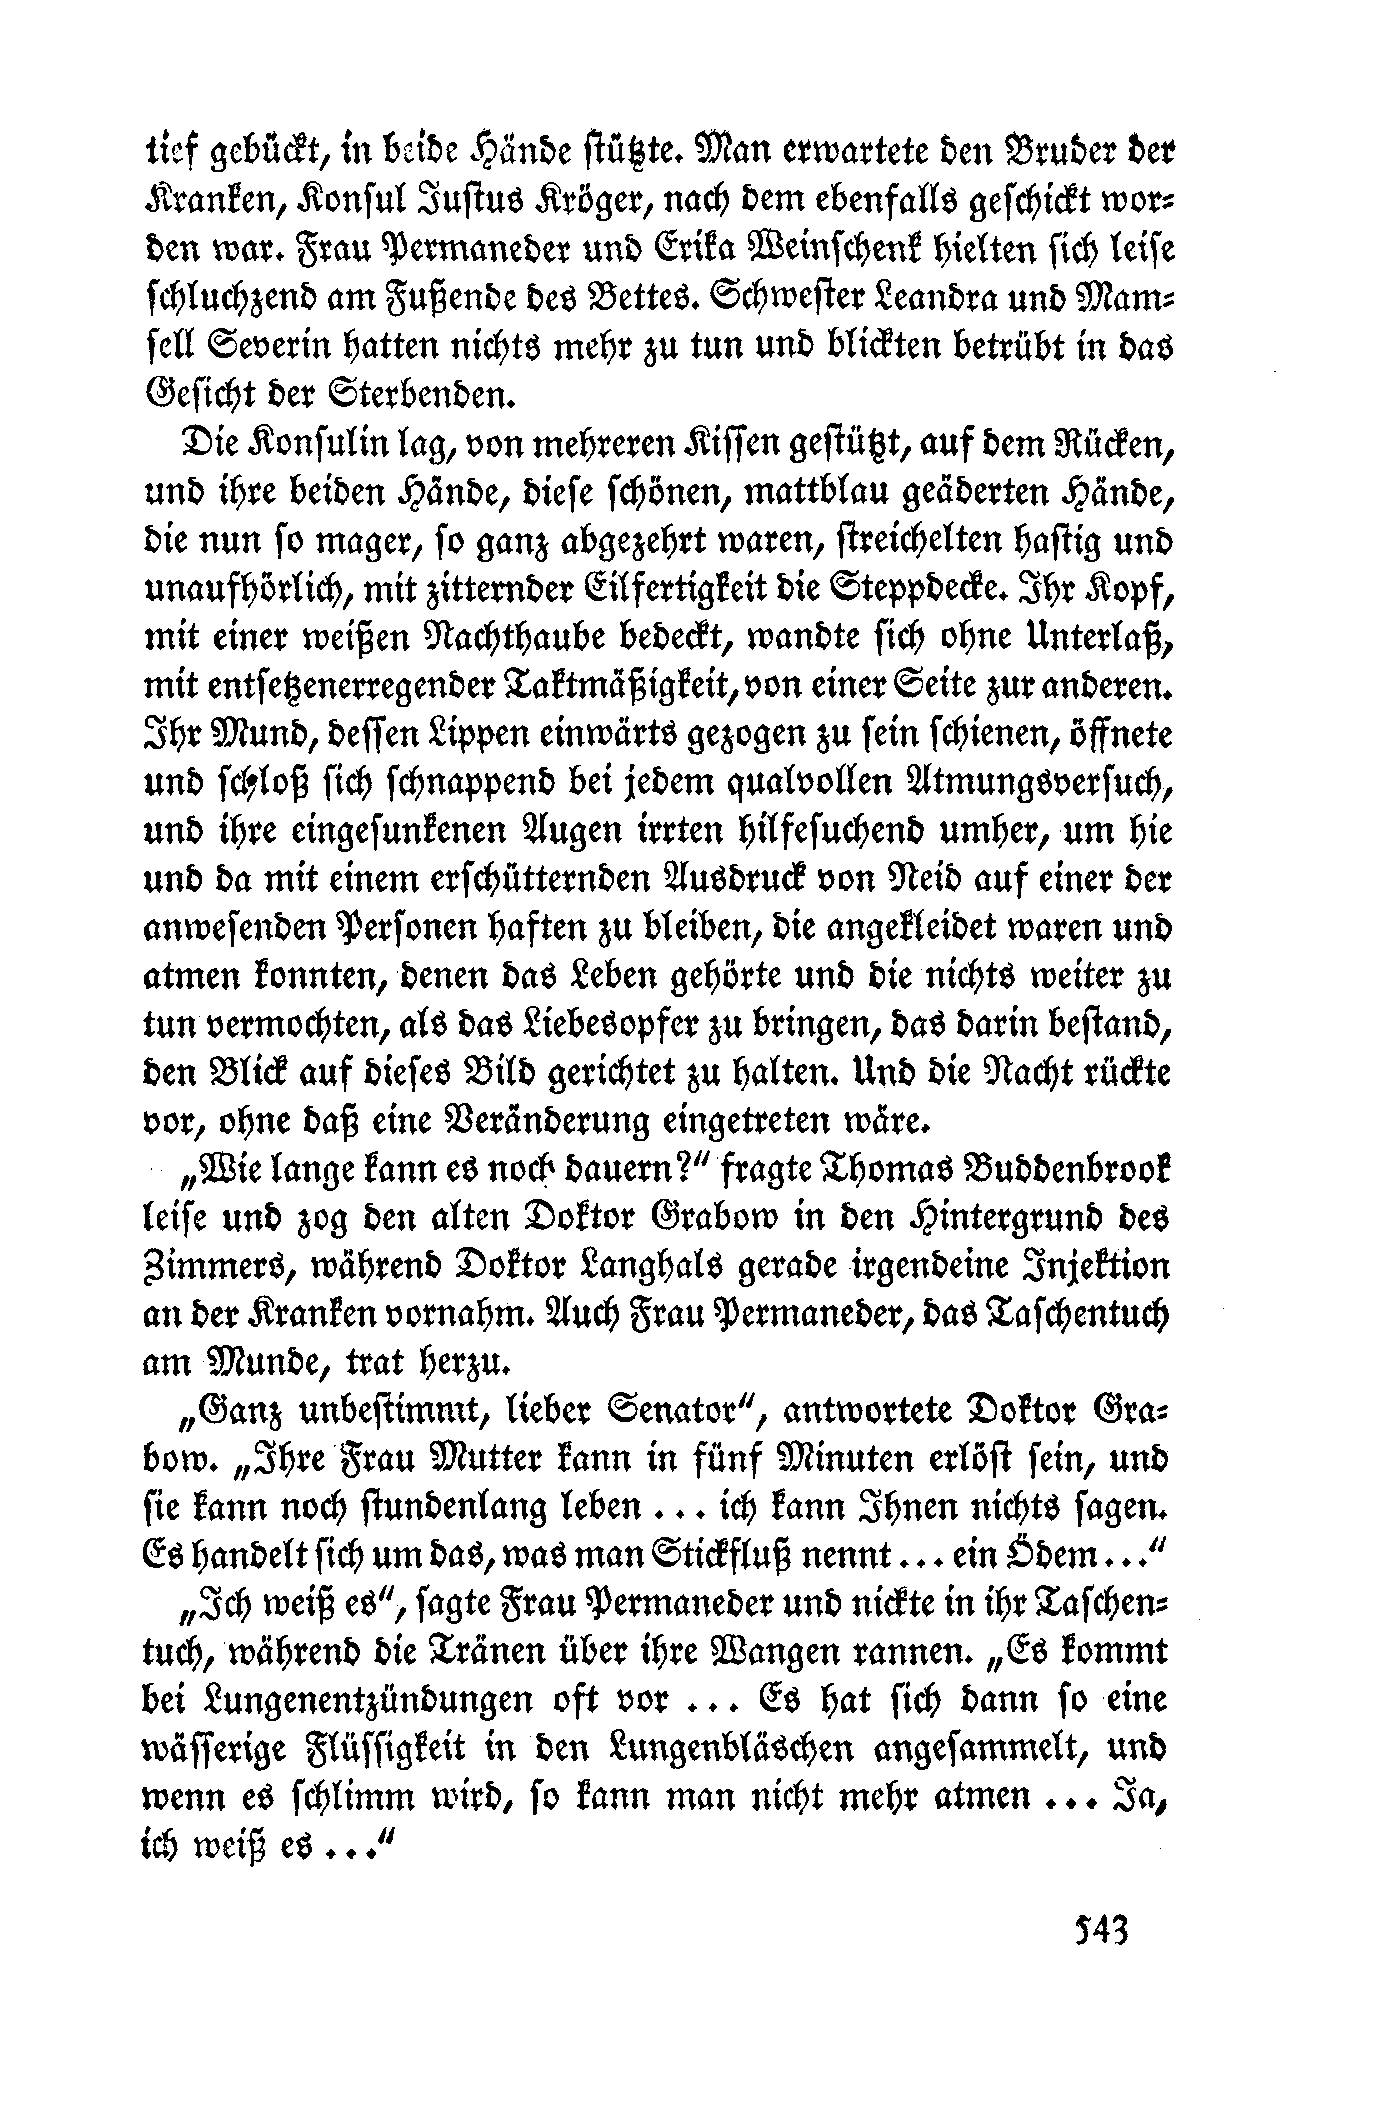 tief gebückt, in beide Hände stützte. Man erwartete den Bruder der
Kranken, Konsul Justus Kröger, nach dem ebenfalls geschickt wor-
den war. Frau Permaneder und Erika Weinschenk hielten sich leise
schluchzend am Fußende des Bettes. Schwester Leandra und Mam-
sell Severin hatten nichts mehr zu tun und blickten betrübt in das
Gesicht der Sterbenden.
Die Konsulin lag, von mehreren Kissen gestützt, auf dem Rücken,
und ihre beiden Hände, diese schönen, mattblau geäderten Hände,
die nun so mager, so ganz abgezehrt waren, streichelten hastig und
unaufhörlich, mit zitternder Eilfertigkeit die Steppdecke. Ihr Kopf,
mit einer weißen Nachthaube bedeckt, wandte sich ohne Unterlaß,
mit entsetzenerregender Taktmäßigkeit, von einer Seite zur anderen.
Ihr Mund, dessen Lippen einwärts gezogen zu sein schienen, öffnete
und schloß sich schnappend bei jedem qualvollen Atmungsversuch,
und ihre eingesunkenen Augen irrten hilfesuchend umher, um hie
und da mit einem erschütternden Ausdruck von Neid auf einer der
anwesenden Personen haften zu bleiben, die angekleidet waren und
atmen konnten, denen das Leben gehörte und die nichts weiter zu
tun vermochten, als das Liebesopfer zu bringen, das darin bestand,
den Blick auf dieses Bild gerichtet zu halten. Und die Nacht rückte
vor, ohne daß eine Veränderung eingetreten wäre.
„Wie lange kann es noch dauern?“ fragte Thomas Buddenbrook
leise und zog den alten Doktor Grabow in den Hintergrund des
Zimmers, während Doktor Langhals gerade irgendeine Injektion
an der Kranken vornahm. Auch Frau Permaneder, das Taschentuch
am Munde, trat herzu.
„Ganz unbestimmt, lieber Senator“, antwortete Doktor Gra-
bow. „Ihre Frau Mutter kann in fünf Minuten erlöst sein, und
sie kann noch stundenlang leben ... ich kann Ihnen nichts sagen.
Es handelt sich um das, was man Stickfluß nennt ... ein Ödem ...“
„Ich weiß es“, sagte Frau Permaneder und nickte in ihr Taschen-
tuch, während die Tränen über ihre Wangen rannen. „Es kommt
bei Lungenentzündungen oft vor ... Es hat sich dann so eine
wässerige Flüssigkeit in den Lungenbläschen angesammelt, und
wenn es schlimm wird, so kann man nicht mehr atmen ... Ja,
ich weiß es ...“
543